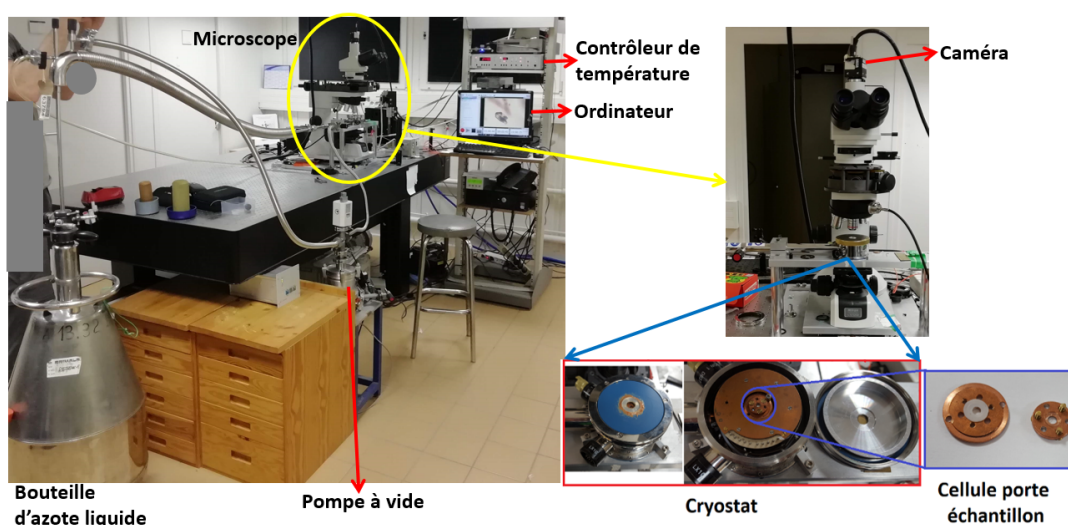 Microscope
Contrôleur de
température
Ordinateur
Caméra
Bouteille
d'azote liquide
Pompe à vide
Cryostat
Cellule porte
échantillon